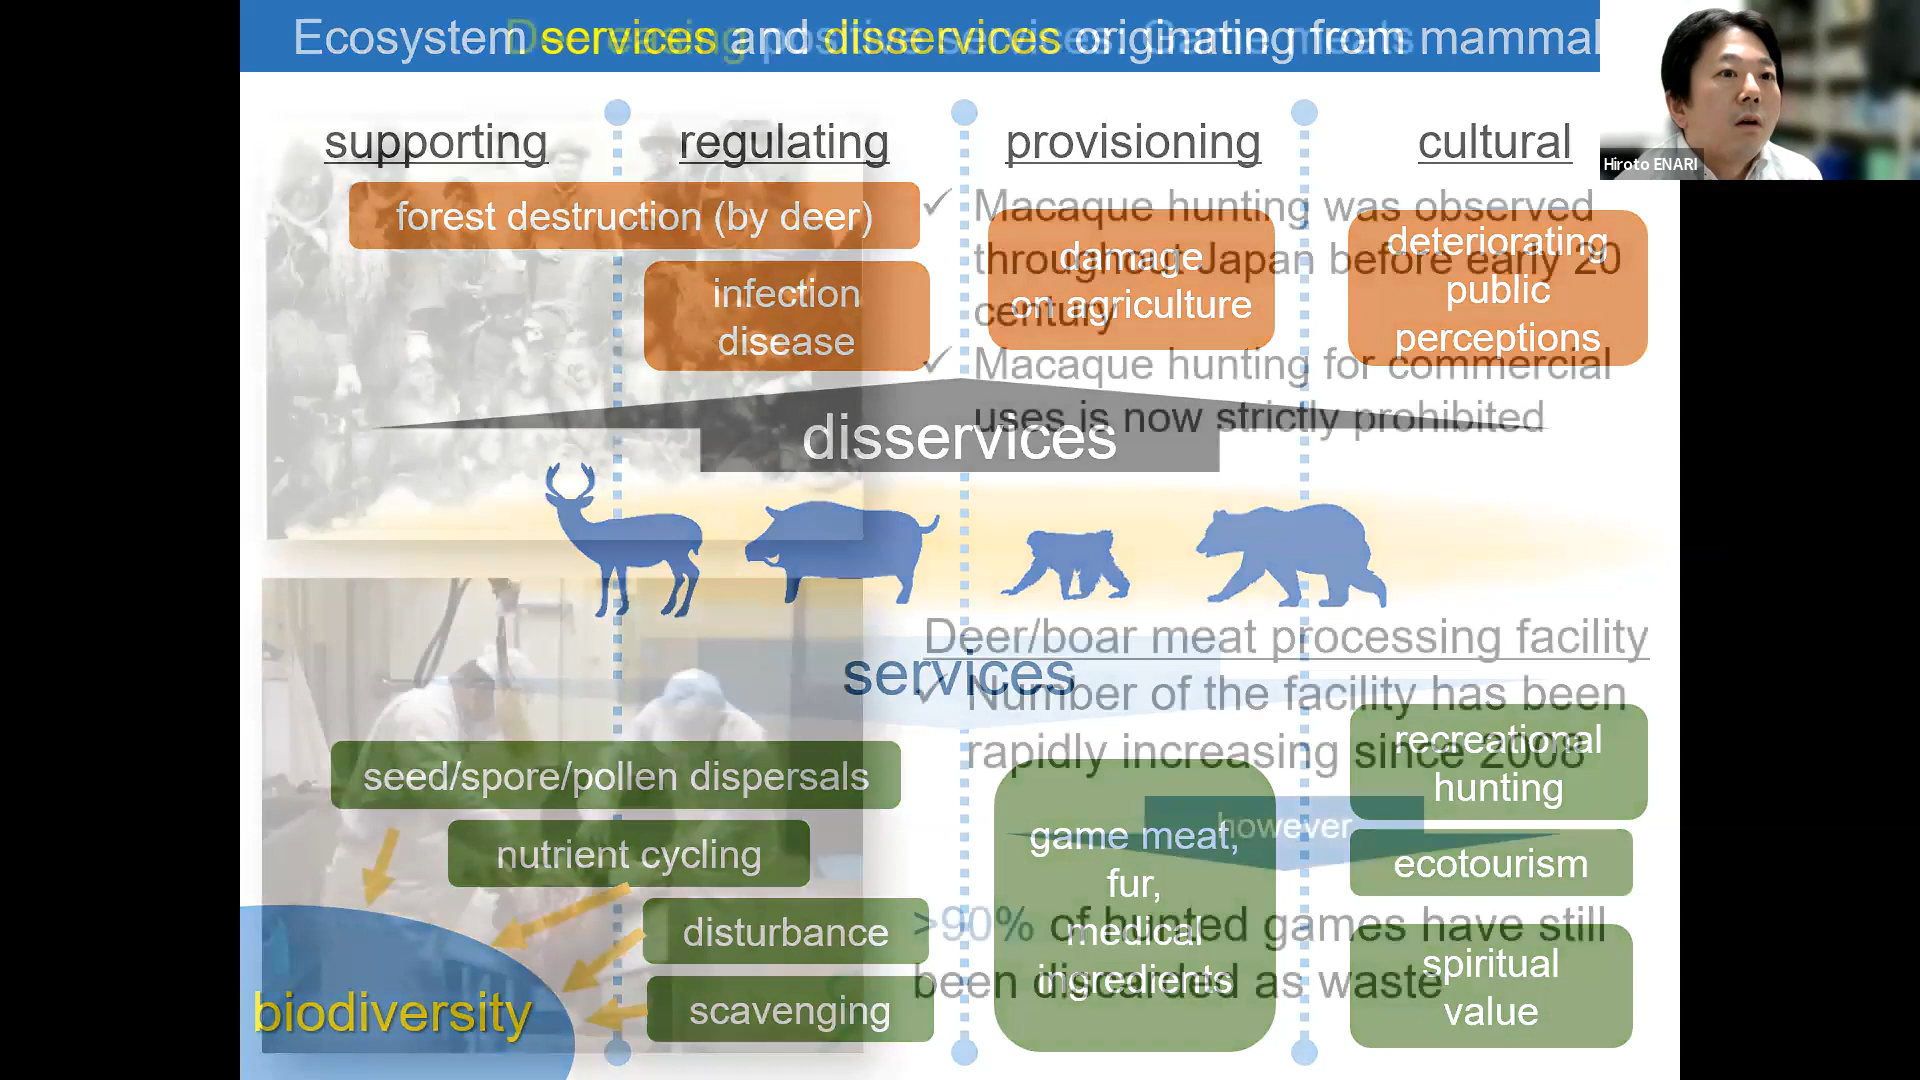 Ecosystem services and disservices originating from mammal
Hiroto ENARI
supporting
regulating
provisioning
cultural
forest destruction (by deer)
infection
disease
damage
on agriculture
deteriorating
public
perceptions
Macaque hunting was observed
throughout Japan before early 20
century
Macaque hunting for commercial
uses is now strictly prohibited
disservices
services
Deer/boar meat processing facility
Number of the facility has been
rapidly increasing since 2008
however
>90% of hunted games have still
been discarded as waste
seed/spore/pollen dispersals
nutrient cycling
disturbance
scavenging
biodiversity
game meat,
fur,
medical
ingredients
recreational
hunting
ecotourism
spiritual
value